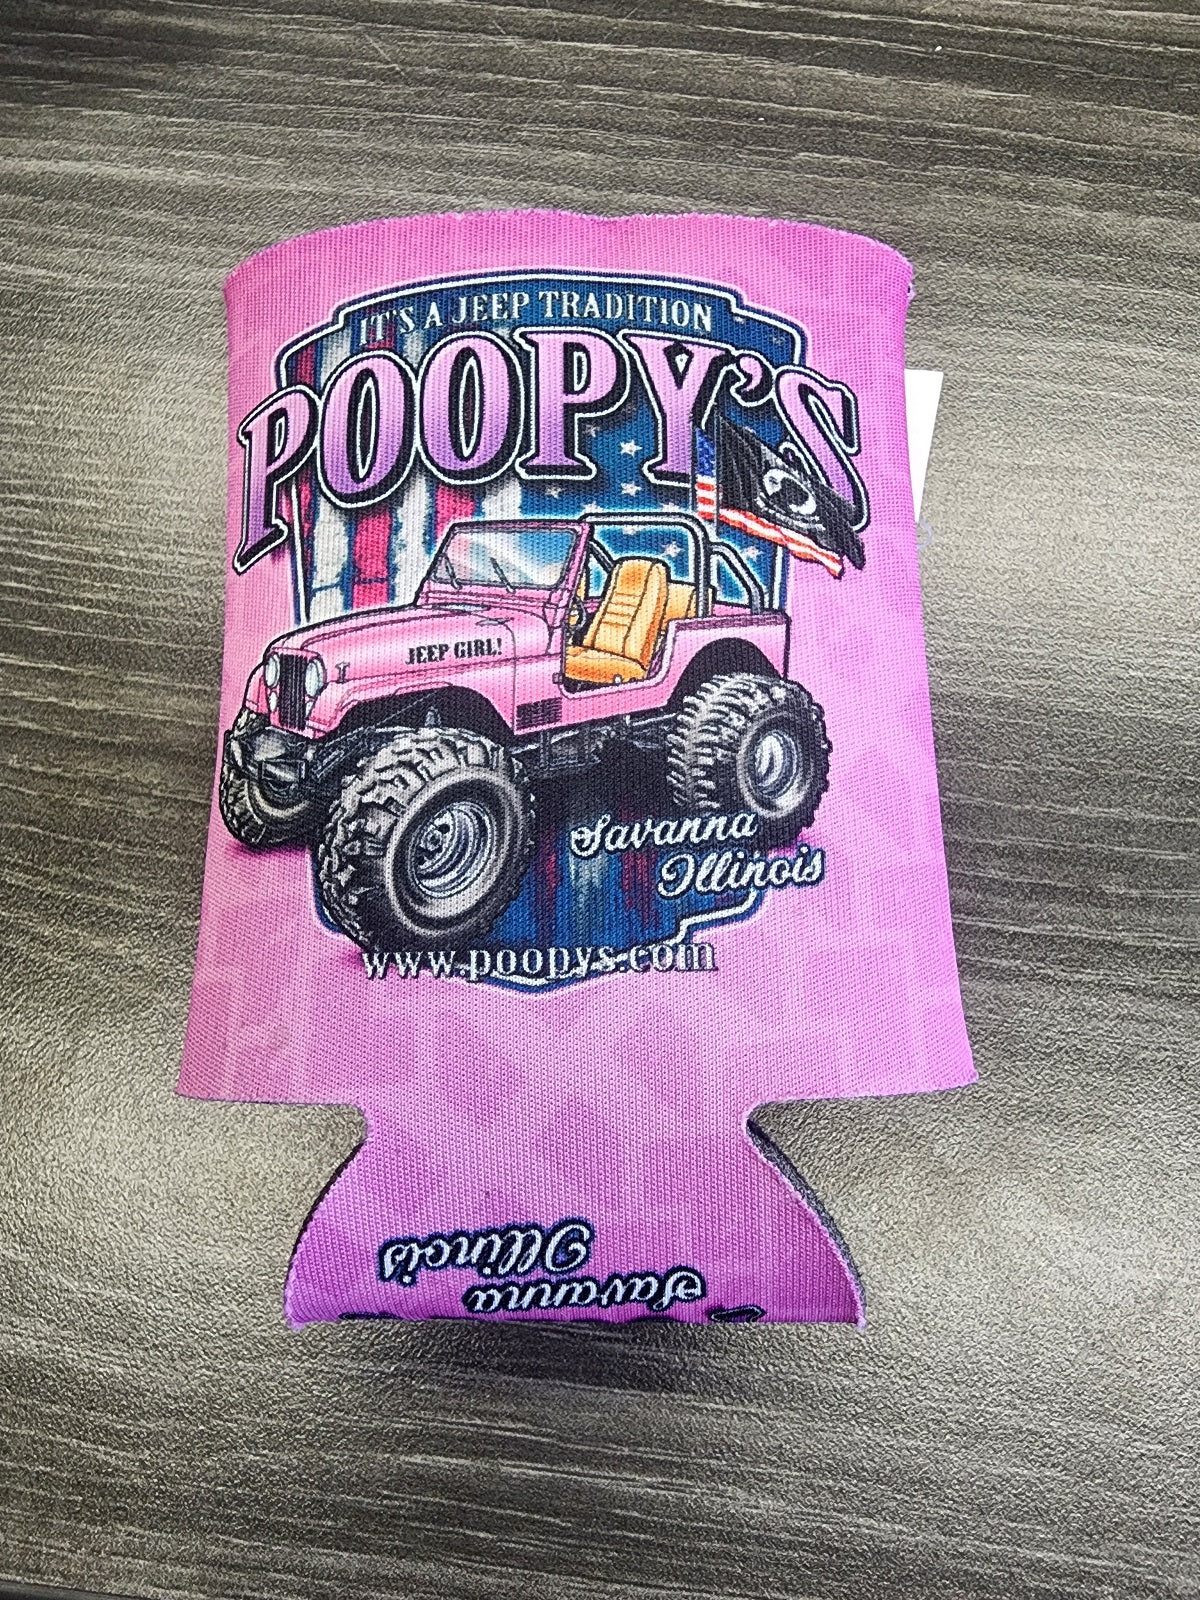 IT'S A JEEP TRADITION
POOPY'S
JEEP GIRL!
Savanna
Illinois
www.poopys.com
Savanna
Illinois